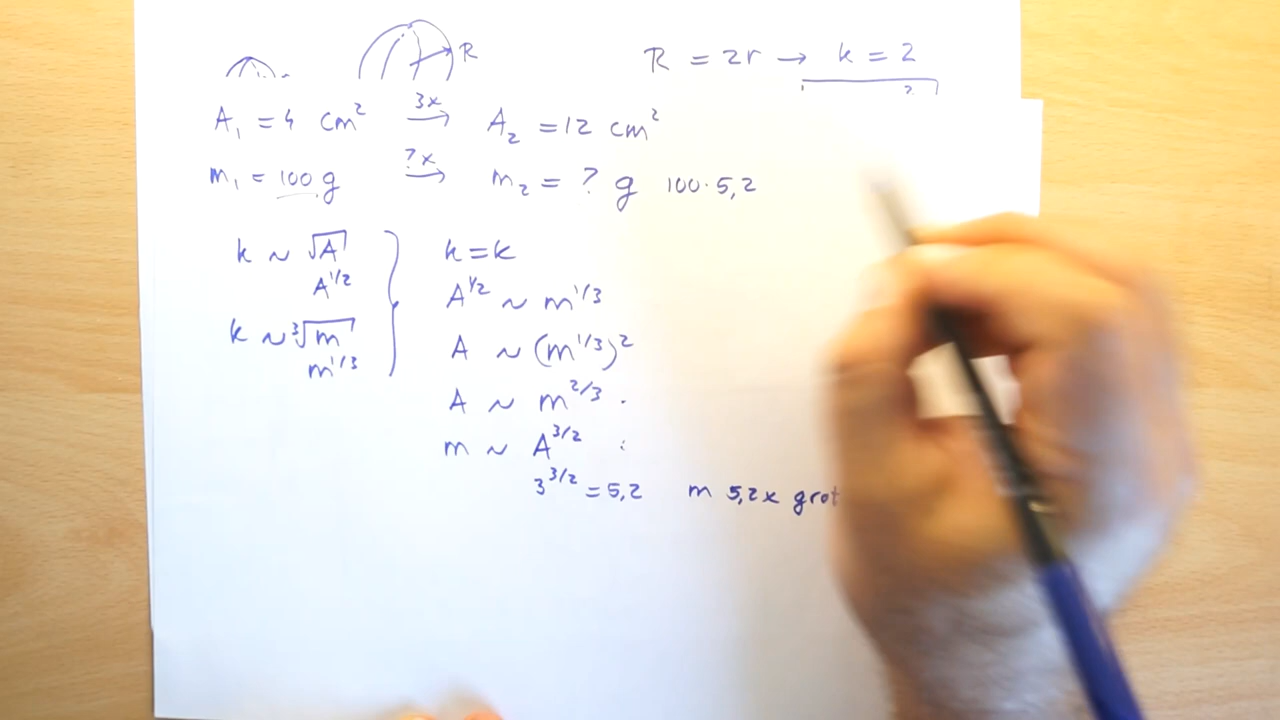 R
R = 2r → k = 2
A₁ = 4 cm² 3x→ A₂ = 12 cm²
m₁ = 100 g ?x→ m₂ = ? g 100·5,2
k ~ √A
A^1/2
k ~ ³√m
m^1/3
k = k
A^1/2 ~ m^1/3
A ~ (m^1/3)²
A ~ m^2/3 .
m ~ A^3/2 :
3^3/2 = 5,2 m 5,2x grot